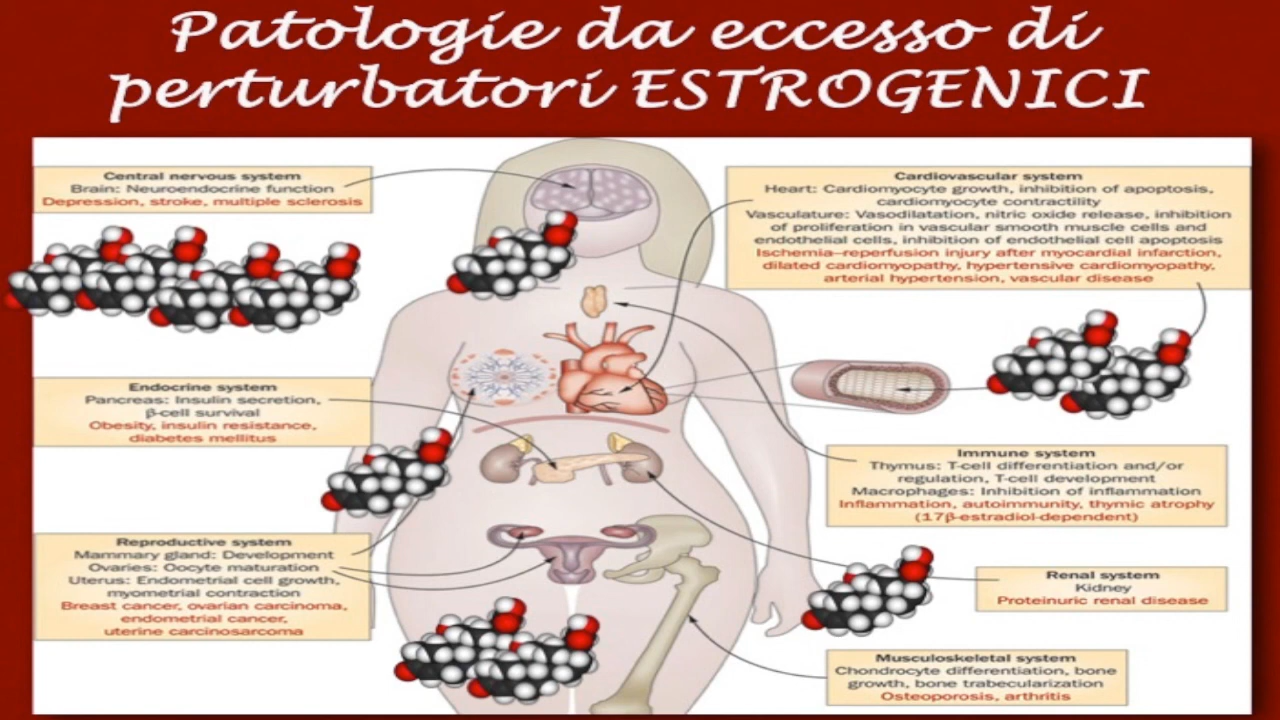 Patologie da eccesso di
perturbatori ESTROGENICI
Central nervous system
Brain: Neuroendocrine function
Depression, stroke, multiple sclerosis
Cardiovascular system
Heart: Cardiomyocyte growth, inhibition of apoptosis,
cardiomyocyte contractility
Vasculature: Vasodilatation, nitric oxide release, inhibition
of proliferation in vascular smooth muscle cells and
endothelial cells, inhibition of endothelial cell apoptosis
Ischemia–reperfusion injury after myocardial infarction,
dilated cardiomyopathy, hypertensive cardiomyopathy,
arterial hypertension, vascular disease
Endocrine system
Pancreas: Insulin secretion,
β-cell survival
Obesity, insulin resistance,
diabetes mellitus
Immune system
Thymus: T-cell differentiation and/or
regulation, T-cell development
Macrophages: Inhibition of inflammation
Inflammation, autoimmunity, thymic atrophy
(17β-estradiol-dependent)
Reproductive system
Mammary gland: Development
Ovaries: Oocyte maturation
Uterus: Endometrial cell growth,
myometrial contraction
Breast cancer, ovarian carcinoma,
endometrial cancer,
uterine carcinosarcoma
Renal system
Kidney
Proteinuric renal disease
Musculoskeletal system
Chondrocyte differentiation, bone
growth, bone trabecularization
Osteoporosis, arthritis